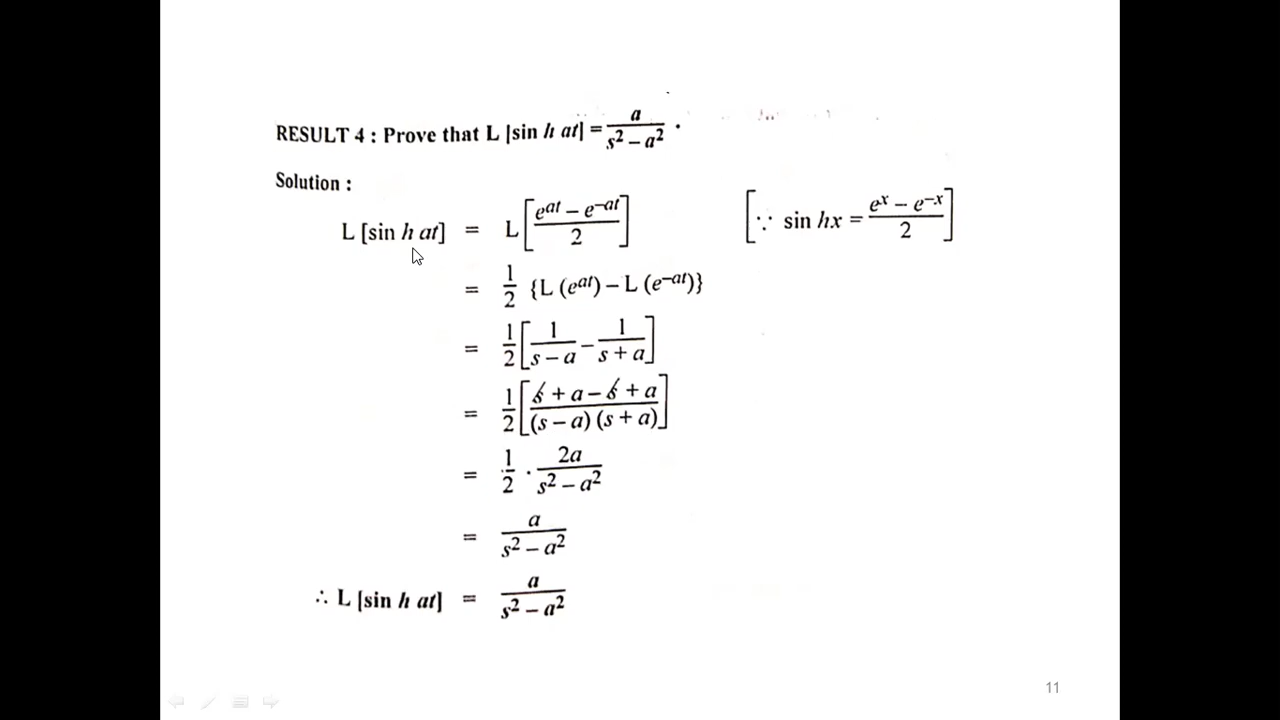 RESULT 4 : Prove that L [sin h at] = a / (s² – a²) .
Solution :
L [sin h at] = L [ (e^{at} – e^{–at}) / 2 ] [ ∵ sin hx = (e^x – e^{–x}) / 2 ]
= 1/2 {L (e^{at}) – L (e^{–at})}
= 1/2 [ 1 / (s – a) – 1 / (s + a) ]
= 1/2 [ (s + a – s + a) / ((s – a) (s + a)) ]
= 1/2 · 2a / (s² – a²)
= a / (s² – a²)
∴ L [sin h at] = a / (s² – a²)
11